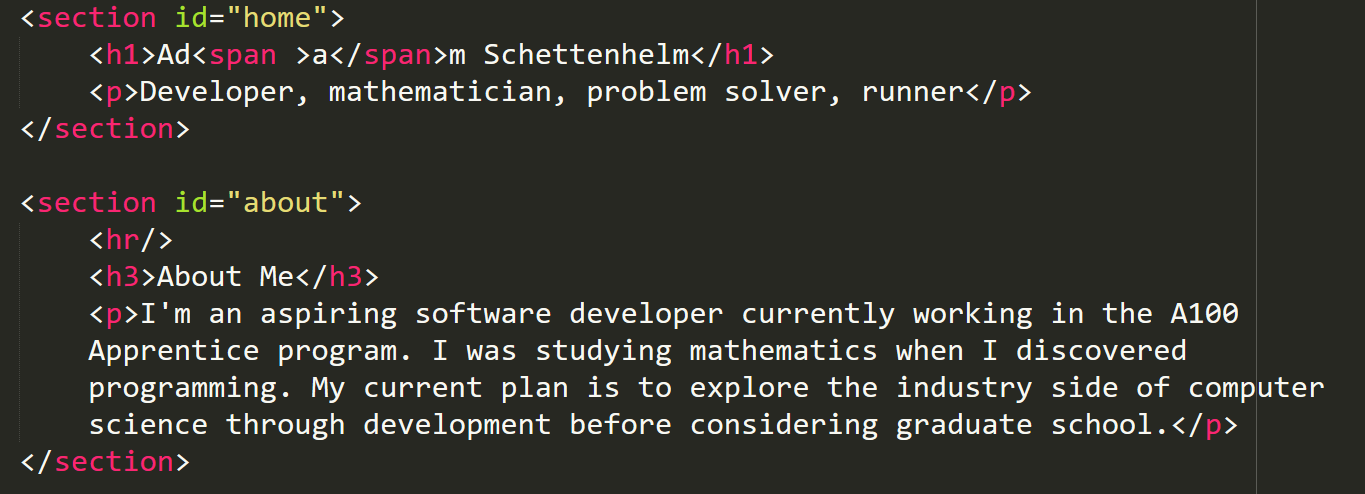 <section id="home">
    <h1>Ad<span >a</span>m Schettenhelm</h1>
    <p>Developer, mathematician, problem solver, runner</p>
</section>

<section id="about">
    <hr/>
    <h3>About Me</h3>
    <p>I'm an aspiring software developer currently working in the A100
    Apprentice program. I was studying mathematics when I discovered
    programming. My current plan is to explore the industry side of computer
    science through development before considering graduate school.</p>
</section>